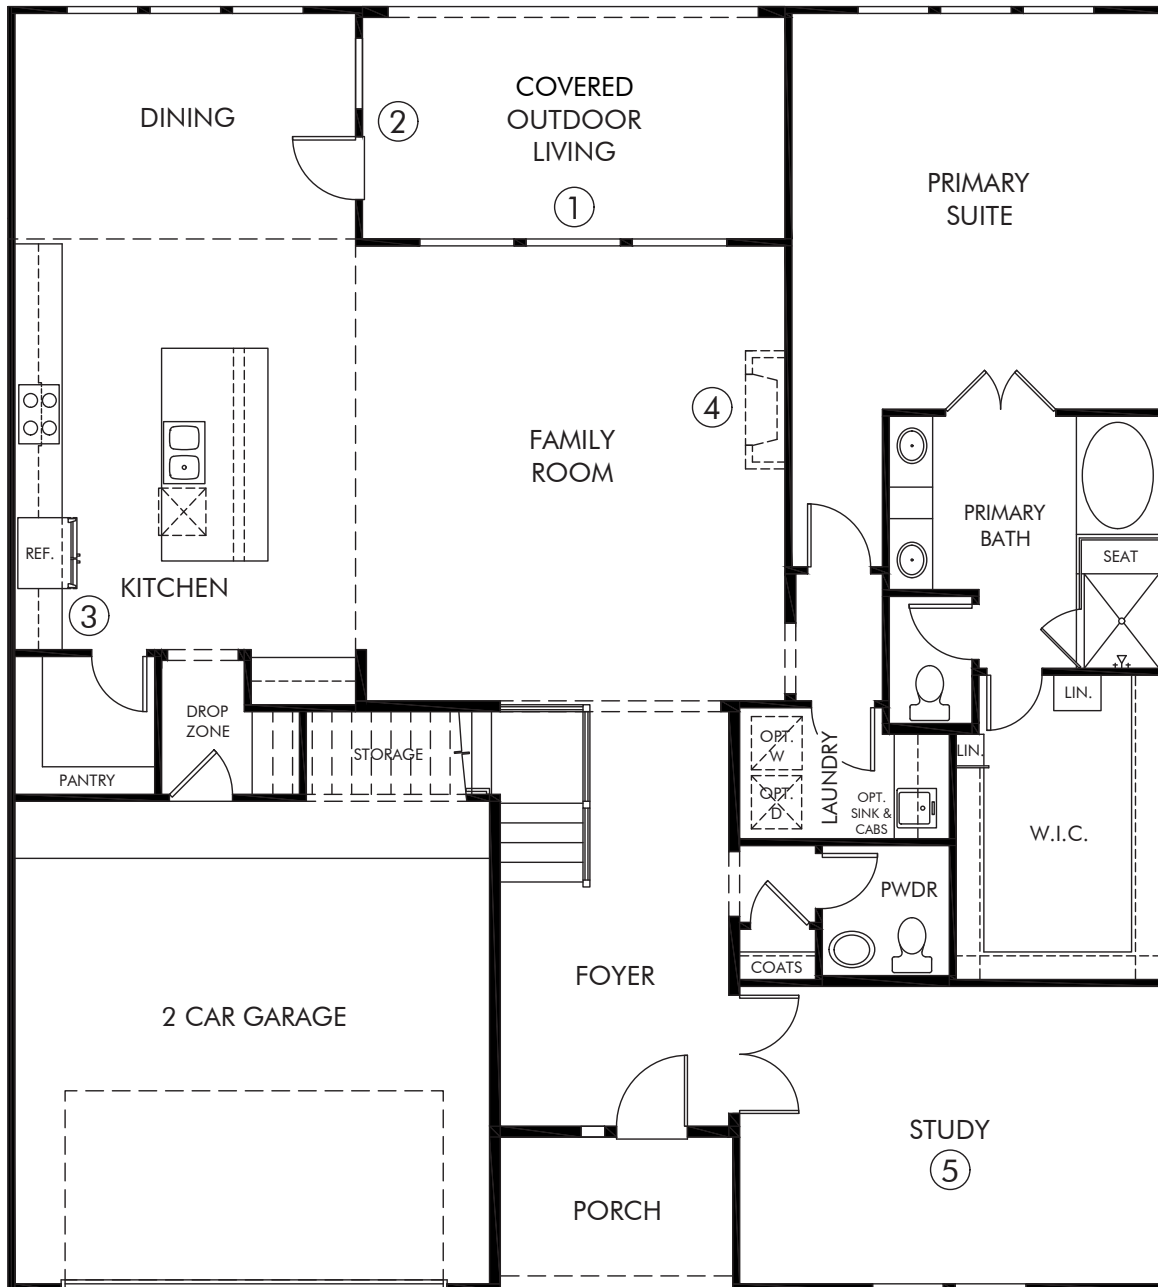 COVERED
OUTDOOR
LIVING
DINING
2
1
PRIMARY
SUITE
4
FAMILY
ROOM
PRIMARY
BATH
SEAT
REF.
KITCHEN
3
LIN.
DROP
ZONE
STORAGE
PANTRY
OPT.
W
OPT.
D
LAUNDRY
OPT.
SINK &
CABS
LIN.
W.I.C.
PWDR
COATS
FOYER
2 CAR GARAGE
STUDY
5
PORCH